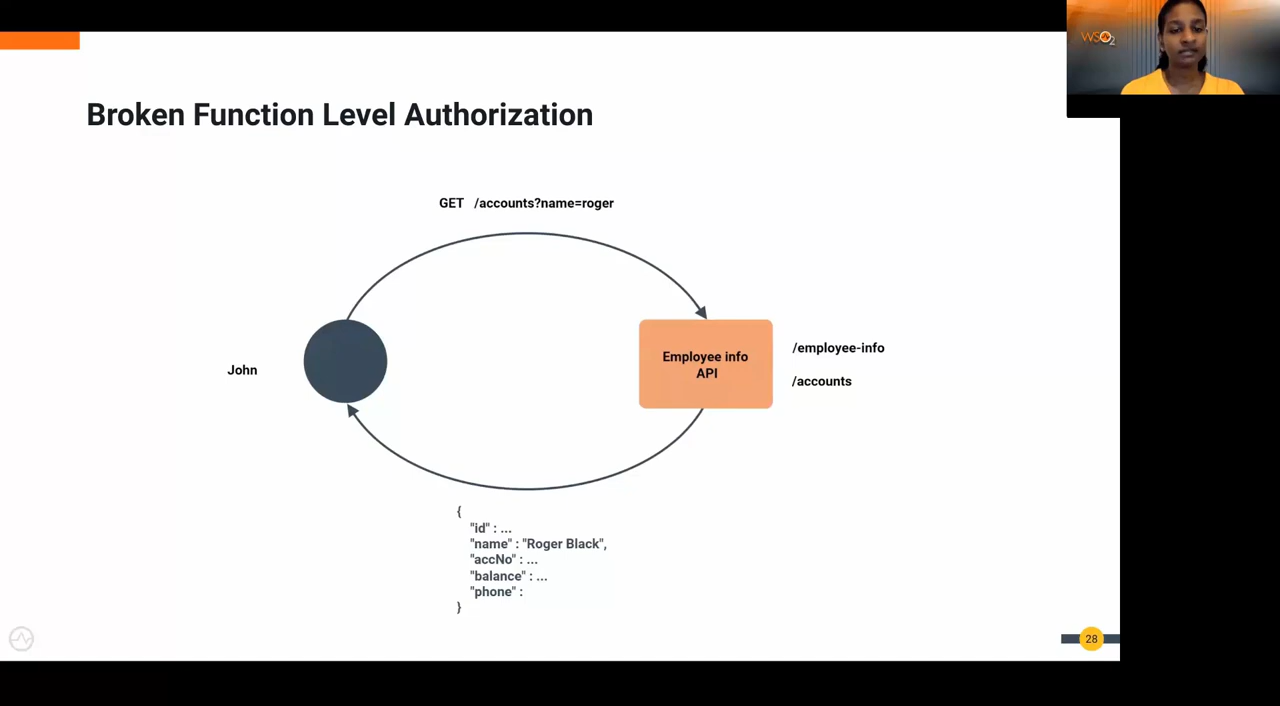 WSO2
Broken Function Level Authorization
GET /accounts?name=roger
John
Employee info
API
/employee-info
/accounts
{
"id" : ...
"name" : "Roger Black",
"accNo" : ...
"balance" : ...
"phone" :
}
28